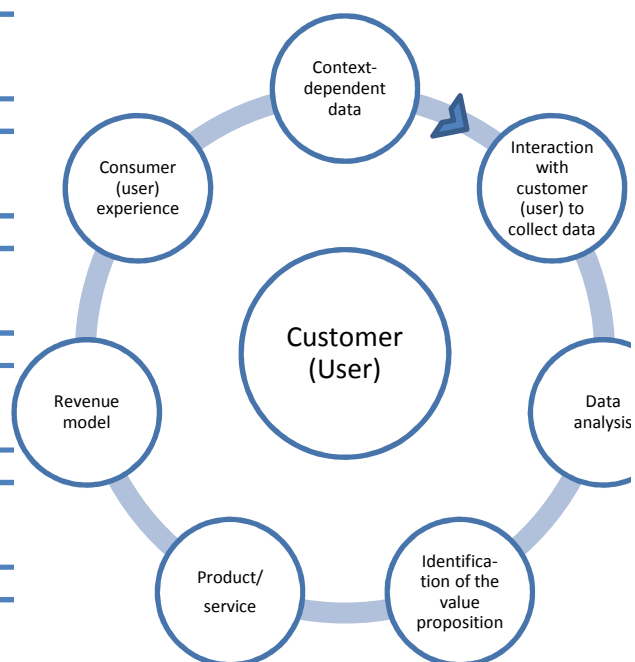 Context-
dependent
data
Interaction
with
customer
(user) to
collect data
Data
analysis
Identifica-
tion of the
value
proposition
Product/
service
Revenue
model
Consumer
(user)
experience
Customer
(User)